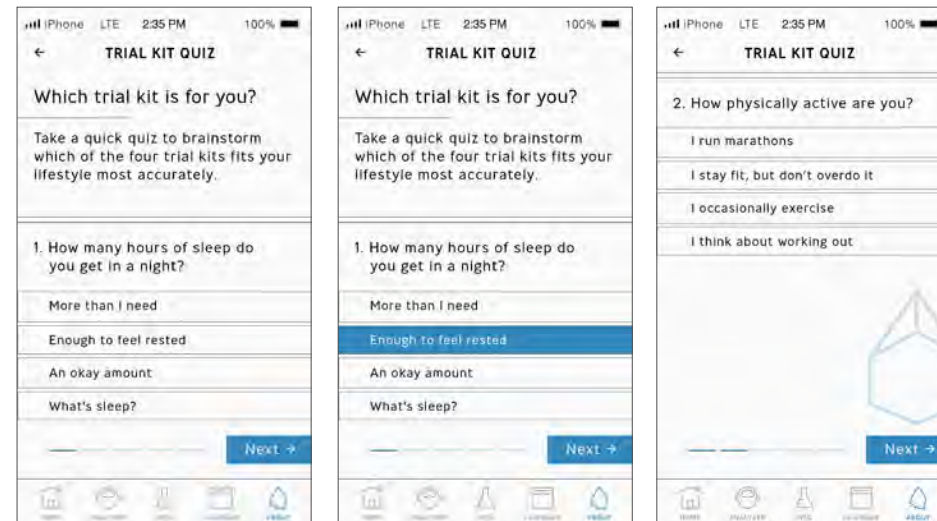 iPhone LTE 2:35 PM 100%
TRIAL KIT QUIZ
Which trial kit is for you?
Take a quick quiz to brainstorm
which of the four trial kits fits your
lifestyle most accurately.
1. How many hours of sleep do
you get in a night?
More than I need
Enough to feel rested
An okay amount
What's sleep?
Next →
HOME
ABOUT
iPhone LTE 2:35 PM 100%
TRIAL KIT QUIZ
Which trial kit is for you?
Take a quick quiz to brainstorm
which of the four trial kits fits your
lifestyle most accurately.
1. How many hours of sleep do
you get in a night?
More than I need
Enough to feel rested
An okay amount
What's sleep?
Next →
HOME
ABOUT
iPhone LTE 2:35 PM 100%
TRIAL KIT QUIZ
2. How physically active are you?
I run marathons
I stay fit, but don't overdo it
I occasionally exercise
I think about working out
Next →
HOME
ABOUT